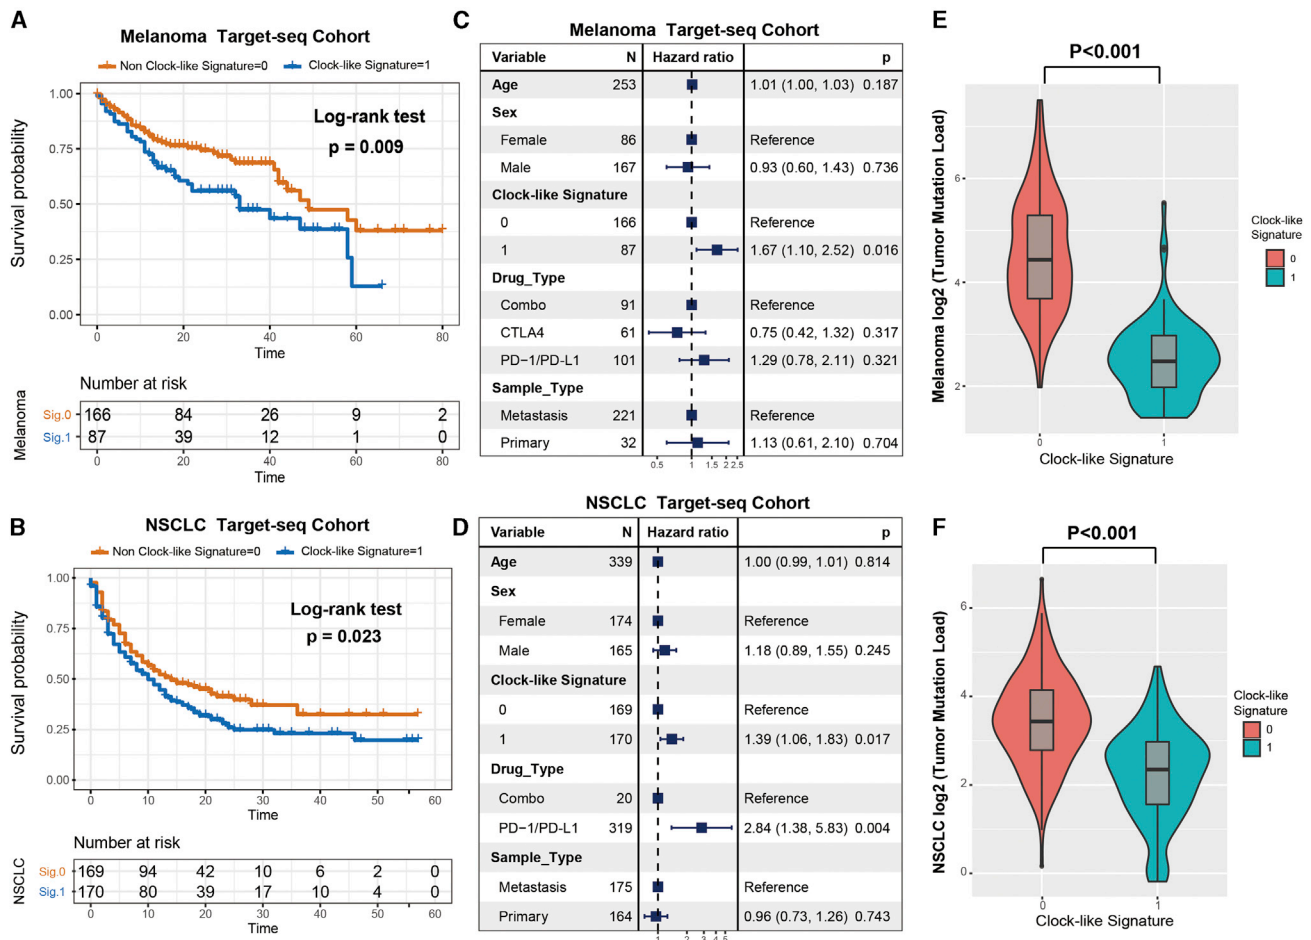 A
Melanoma Target-seq Cohort
Non Clock-like Signature=0 Clock-like Signature=1
Survival probability
1.00
0.75
0.50
0.25
0.00
Log-rank test
p = 0.009
0 20 40 60 80
Time
Number at risk
Melanoma
Sig.0 166 84 26 9 2
Sig.1 87 39 12 1 0
0 20 40 60 80
Time
B
NSCLC Target-seq Cohort
Non Clock-like Signature=0 Clock-like Signature=1
Survival probability
1.00
0.75
0.50
0.25
0.00
Log-rank test
p = 0.023
0 10 20 30 40 50 60
Time
Number at risk
NSCLC
Sig.0 169 94 42 10 6 2 0
Sig.1 170 80 39 17 10 4 0
0 10 20 30 40 50 60
Time
C
Melanoma Target-seq Cohort
Variable N Hazard ratio p
Age 253 1.01 (1.00, 1.03) 0.187
Sex
Female 86 Reference
Male 167 0.93 (0.60, 1.43) 0.736
Clock-like Signature
0 166 Reference
1 87 1.67 (1.10, 2.52) 0.016
Drug_Type
Combo 91 Reference
CTLA4 61 0.75 (0.42, 1.32) 0.317
PD−1/PD-L1 101 1.29 (0.78, 2.11) 0.321
Sample_Type
Metastasis 221 Reference
Primary 32 1.13 (0.61, 2.10) 0.704
0.5 1 1.5 2 2.5
D
NSCLC Target-seq Cohort
Variable N Hazard ratio p
Age 339 1.00 (0.99, 1.01) 0.814
Sex
Female 174 Reference
Male 165 1.18 (0.89, 1.55) 0.245
Clock-like Signature
0 169 Reference
1 170 1.39 (1.06, 1.83) 0.017
Drug_Type
Combo 20 Reference
PD−1/PD-L1 319 2.84 (1.38, 5.83) 0.004
Sample_Type
Metastasis 175 Reference
Primary 164 0.96 (0.73, 1.26) 0.743
1 2 3 4 5
E
P<0.001
Melanoma log2 (Tumor Mutation Load)
6
4
2
0 1
Clock-like Signature
Clock-like
Signature
0
1
F
P<0.001
NSCLC log2 (Tumor Mutation Load)
6
4
2
0
0 1
Clock-like Signature
Clock-like
Signature
0
1